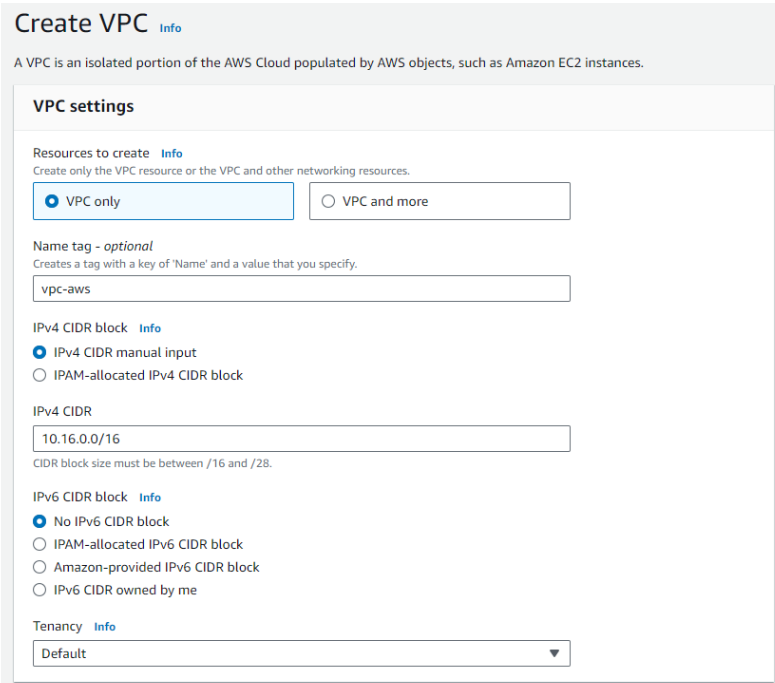 Create VPC Info
A VPC is an isolated portion of the AWS Cloud populated by AWS objects, such as Amazon EC2 instances.
VPC settings
Resources to create Info
Create only the VPC resource or the VPC and other networking resources.
VPC only
VPC and more
Name tag - optional
Creates a tag with a key of 'Name' and a value that you specify.
vpc-aws
IPv4 CIDR block Info
IPv4 CIDR manual input
IPAM-allocated IPv4 CIDR block
IPv4 CIDR
10.16.0.0/16
CIDR block size must be between /16 and /28.
IPv6 CIDR block Info
No IPv6 CIDR block
IPAM-allocated IPv6 CIDR block
Amazon-provided IPv6 CIDR block
IPv6 CIDR owned by me
Tenancy Info
Default